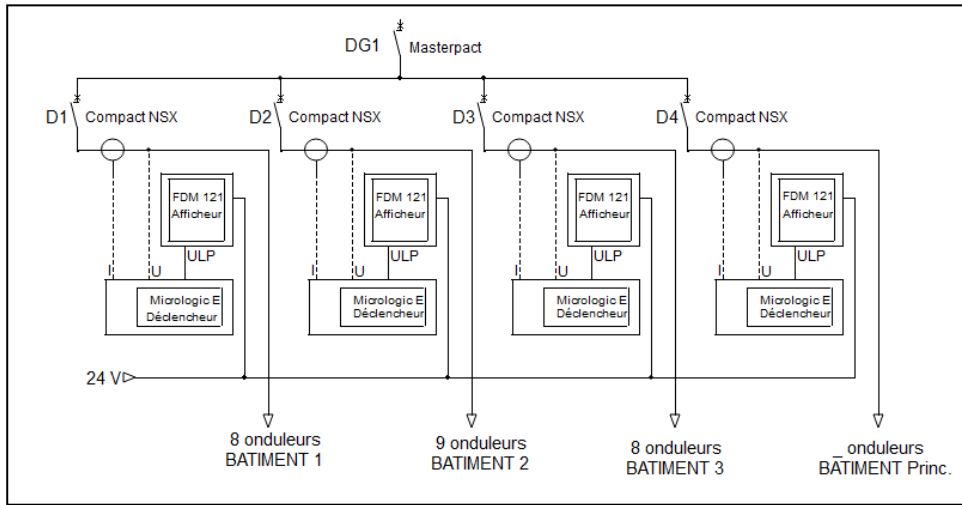 DG1 Masterpact
D1 Compact NSX
D2 Compact NSX
D3 Compact NSX
D4 Compact NSX
FDM 121
Afficheur
FDM 121
Afficheur
FDM 121
Afficheur
FDM 121
Afficheur
I U ULP
I U ULP
I U ULP
I U ULP
Micrologic E
Déclencheur
Micrologic E
Déclencheur
Micrologic E
Déclencheur
Micrologic E
Déclencheur
24 V
8 onduleurs
BATIMENT 1
9 onduleurs
BATIMENT 2
8 onduleurs
BATIMENT 3
_ onduleurs
BATIMENT Princ.